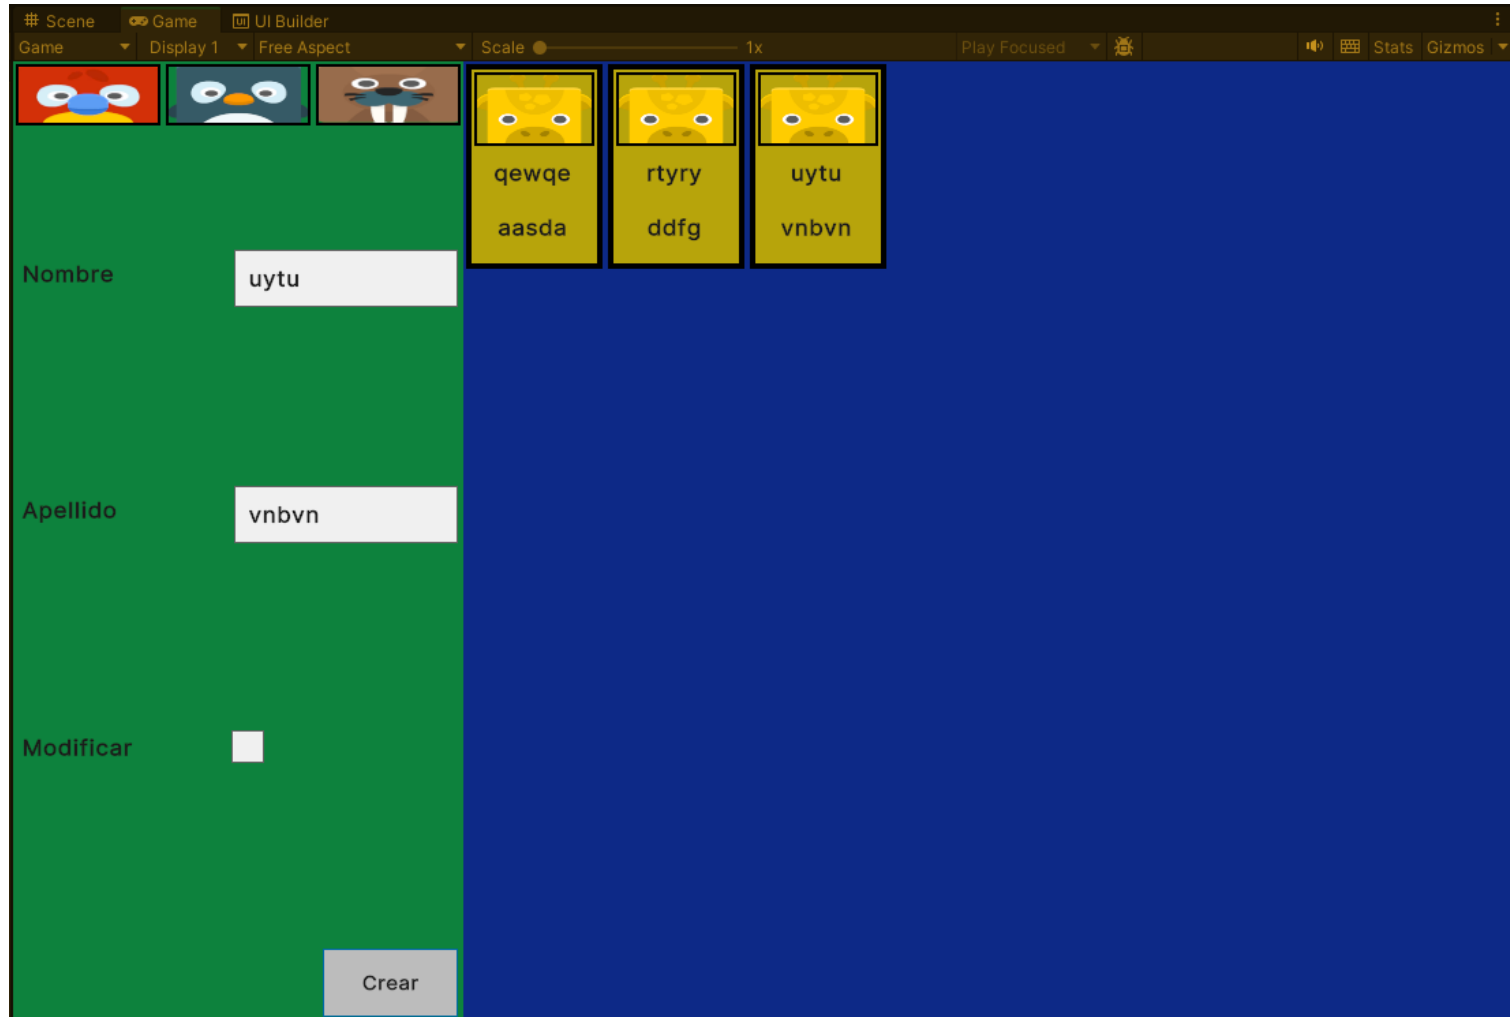 Scene Game UI Builder
Game Display 1 Free Aspect Scale 1x Play Focused Stats Gizmos
qewqe rtyry uytu
aasda ddfg vnbvn
Nombre uytu
Apellido vnbvn
Modificar
Crear